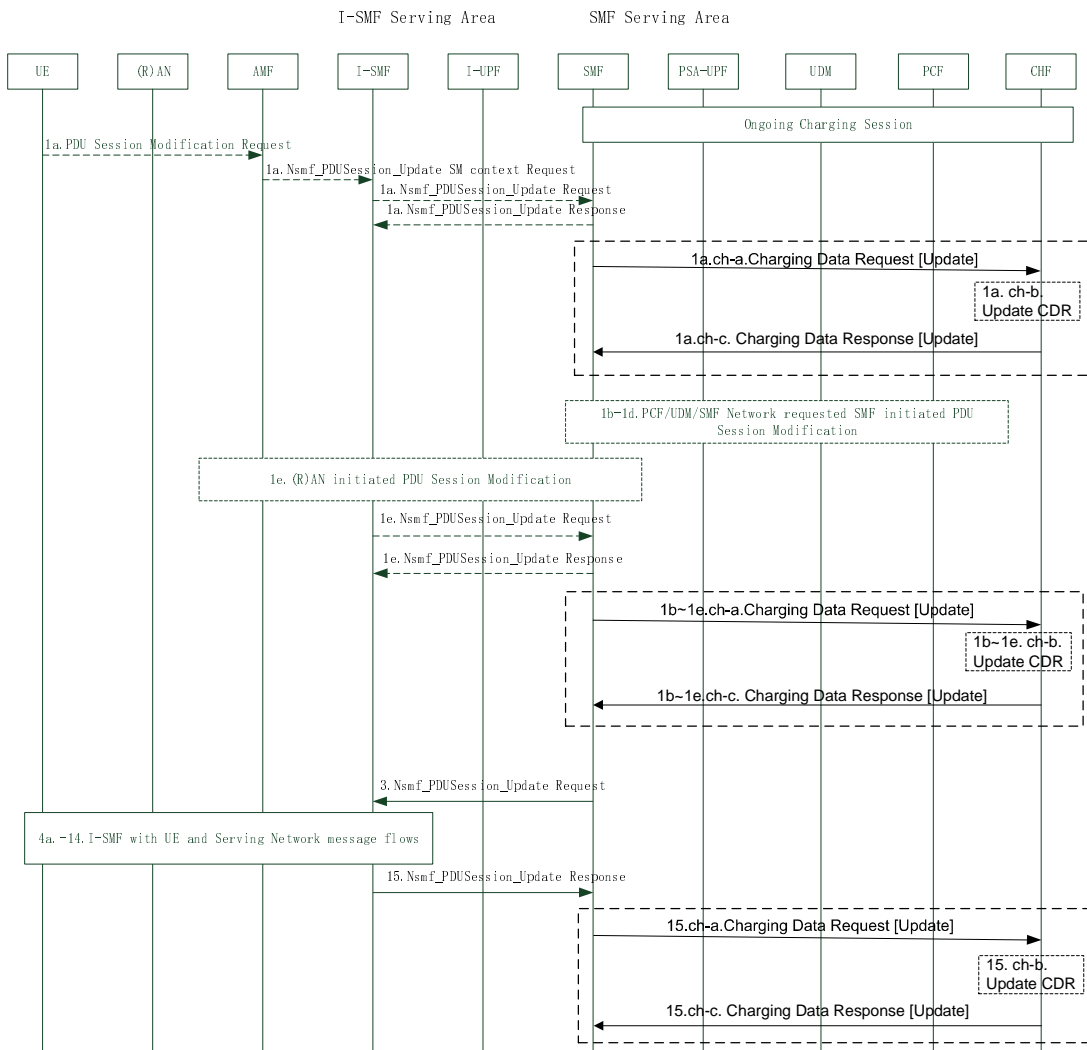 I-SMF Serving Area
SMF Serving Area
UE
(R)AN
AMF
I-SMF
I-UPF
SMF
PSA-UPF
UDM
PCF
CHF
Ongoing Charging Session
1a.PDU Session Modification Request
1a.Nsmf_PDUSession_Update SM context Request
1a.Nsmf_PDUSession_Update Request
1a.Nsmf_PDUSession_Update Response
1a.ch-a.Charging Data Request [Update]
1a. ch-b.
Update CDR
1a.ch-c. Charging Data Response [Update]
1b-1d.PCF/UDM/SMF Network requested SMF initiated PDU
Session Modification
1e.(R)AN initiated PDU Session Modification
1e.Nsmf_PDUSession_Update Request
1e.Nsmf_PDUSession_Update Response
1b~1e.ch-a.Charging Data Request [Update]
1b~1e. ch-b.
Update CDR
1b~1e.ch-c. Charging Data Response [Update]
3.Nsmf_PDUSession_Update Request
4a.-14.I-SMF with UE and Serving Network message flows
15.Nsmf_PDUSession_Update Response
15.ch-a.Charging Data Request [Update]
15. ch-b.
Update CDR
15.ch-c. Charging Data Response [Update]